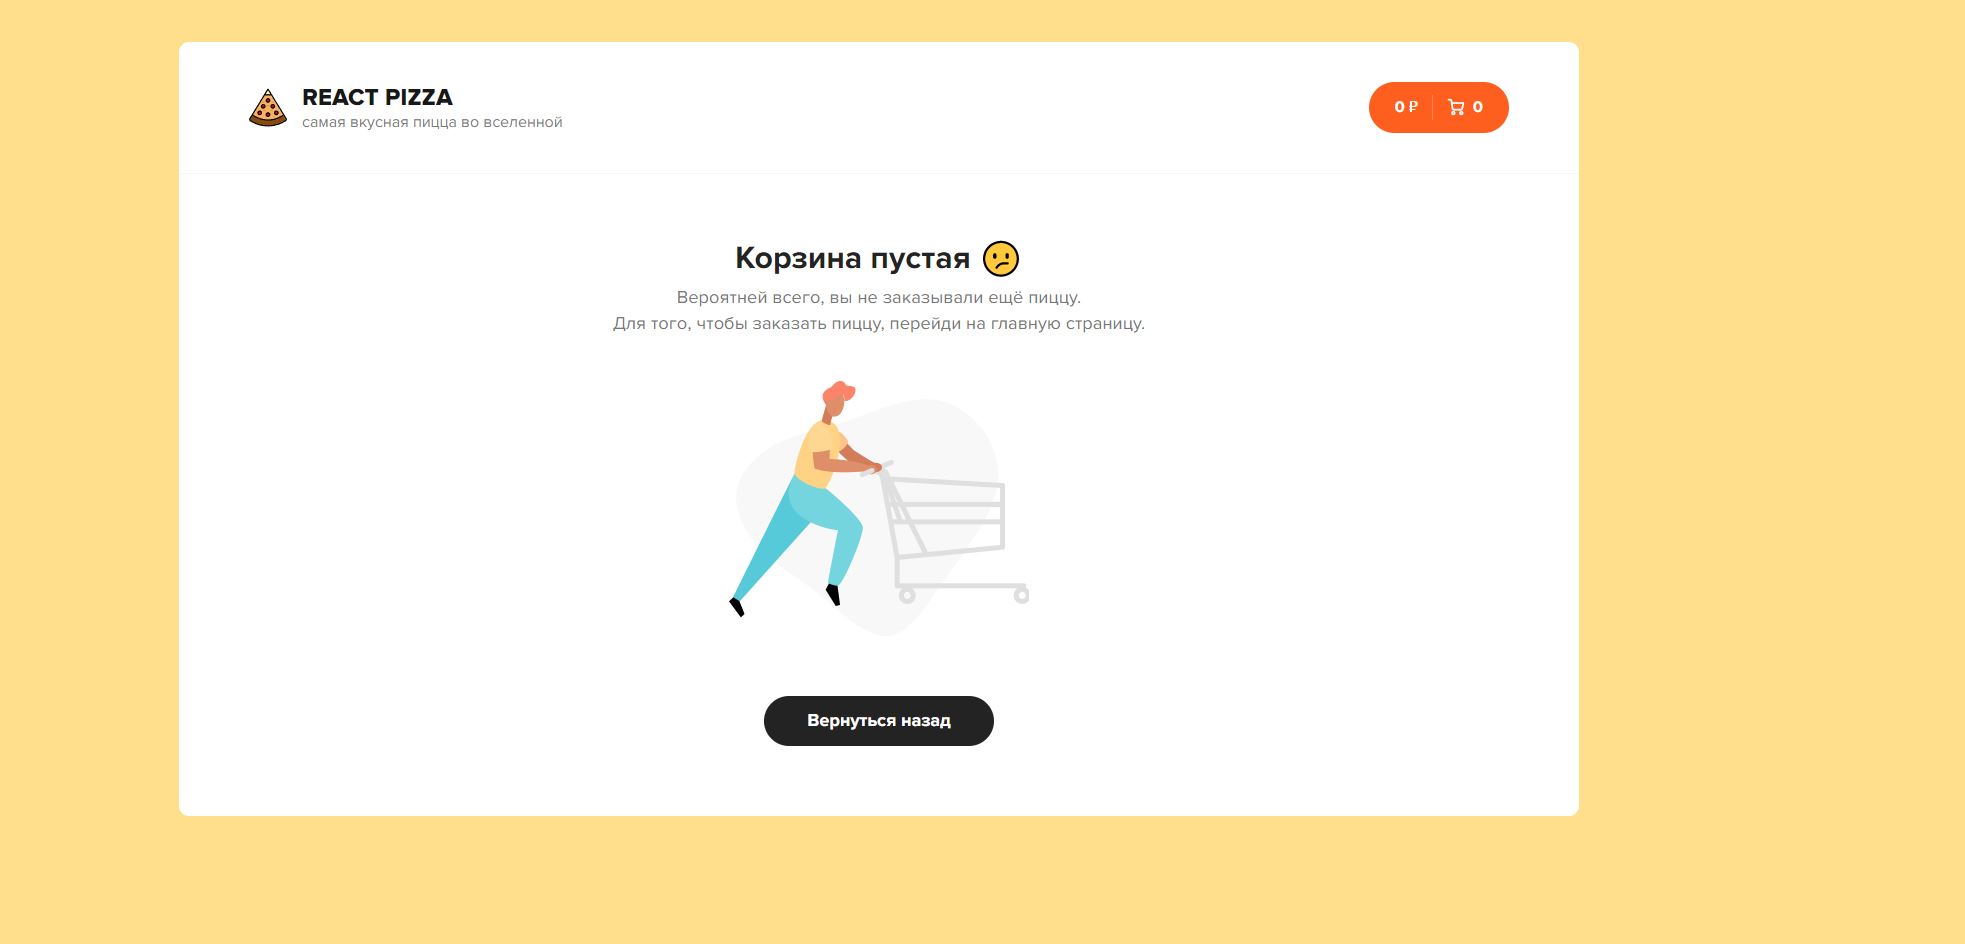 REACT PIZZA
самая вкусная пицца во вселенной
0 ₽
0
Корзина пустая
Вероятней всего, вы не заказывали ещё пиццу.
Для того, чтобы заказать пиццу, перейди на главную страницу.
Вернуться назад